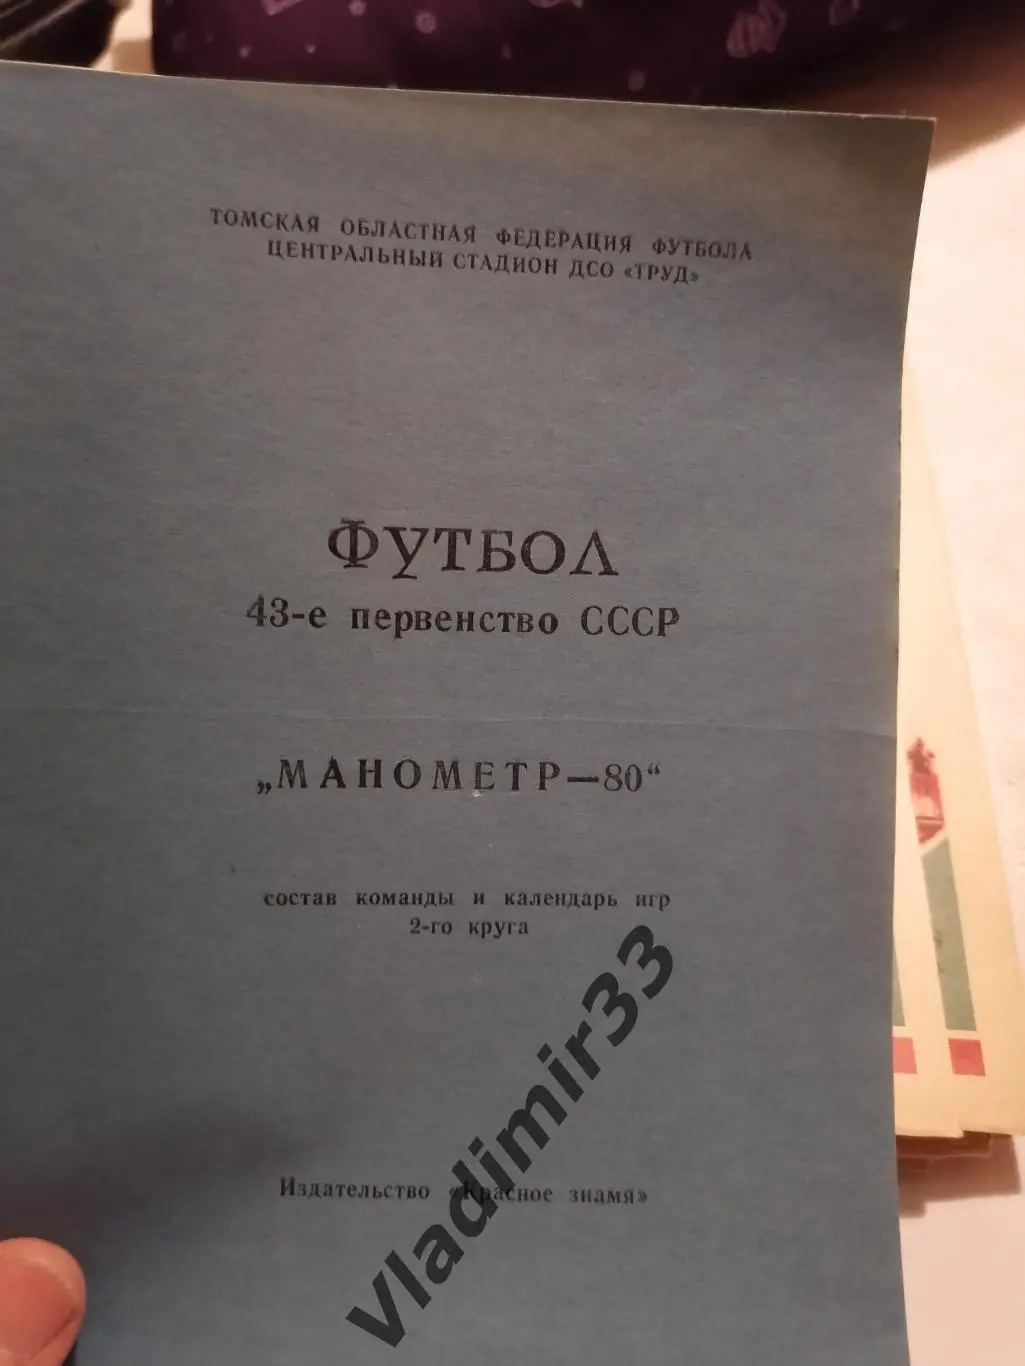 ТОМСКАЯ ОБЛАСТНАЯ ФЕДЕРАЦИЯ ФУТБОЛА
ЦЕНТРАЛЬНЫЙ СТАДИОН ДСО «ТРУД»
ФУТБОЛ
43-е первенство СССР
„МАНОМЕТР—80“
состав команды и календарь игр
2-го круга
Издательство «Красное знамя»
Vladimir33